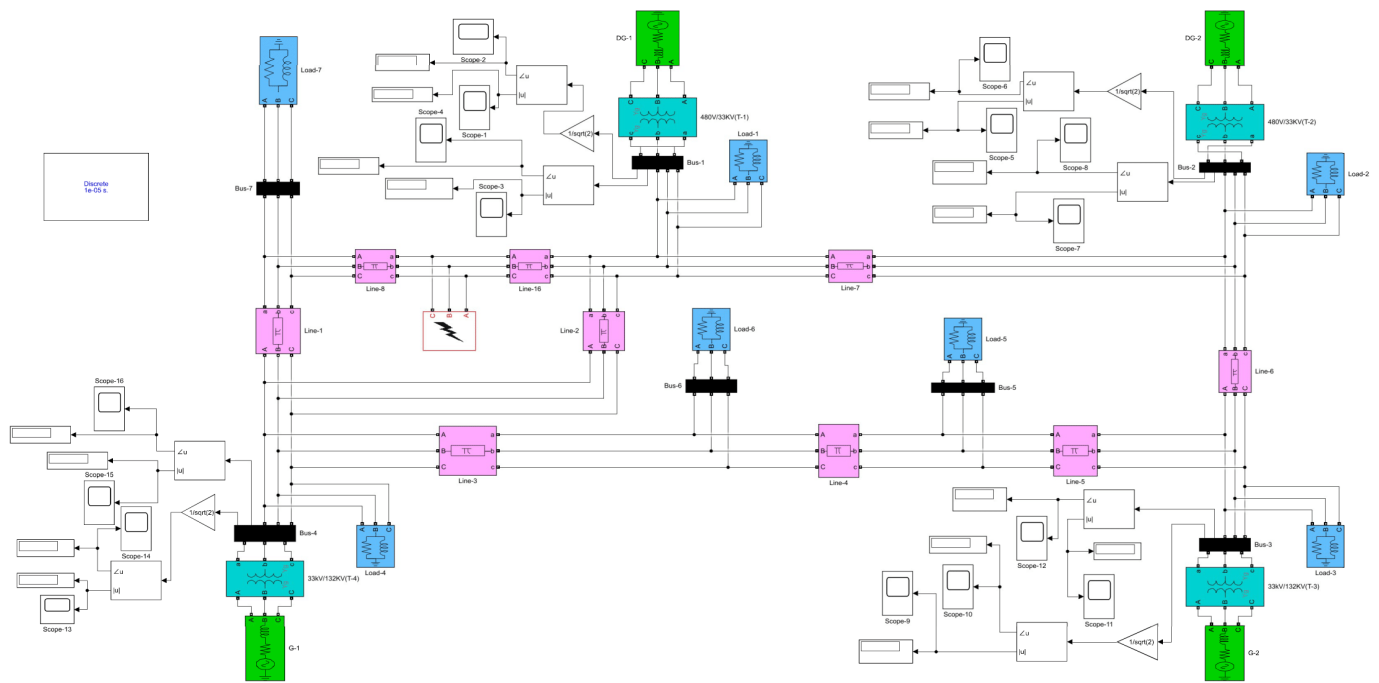 DG-1
C B A
C B A
480V/33KV(T-1)
a b c
Bus-1
Load-1
A B C
Scope-2
Scope-4
Scope-1
Scope-3
∠u
|u|
1/sqrt(2)
∠u
|u|
DG-2
C B A
C B A
480V/33KV(T-2)
c b a
Bus-2
Load-2
A B C
Scope-6
Scope-5
Scope-8
Scope-7
∠u
|u|
1/sqrt(2)
∠u
|u|
Load-7
A B C
Bus-7
Discrete
1e-05 s.
A a
B π b
C c
Line-8
A a
B π b
C c
Line-16
A a
B π b
C c
Line-7
a b c
π
A B C
Line-1
C B A
a b c
π
A B C
Line-2
Load-6
A B C
Bus-6
Load-5
A B C
Bus-5
a b c
π
A B C
Line-6
A a
B π b
C c
Line-3
A a
B π b
C c
Line-4
A a
B π b
C c
Line-5
Scope-16
Scope-15
Scope-14
Scope-13
∠u
|u|
1/sqrt(2)
∠u
|u|
Bus-4
A B C
Load-4
a b c
33kV/132KV(T-4)
A B C
A B C
G-1
∠u
|u|
Scope-12
Scope-11
Scope-10
Scope-9
∠u
|u|
1/sqrt(2)
Bus-3
A B C
Load-3
a b c
33kV/132KV(T-3)
A B C
A B C
G-2